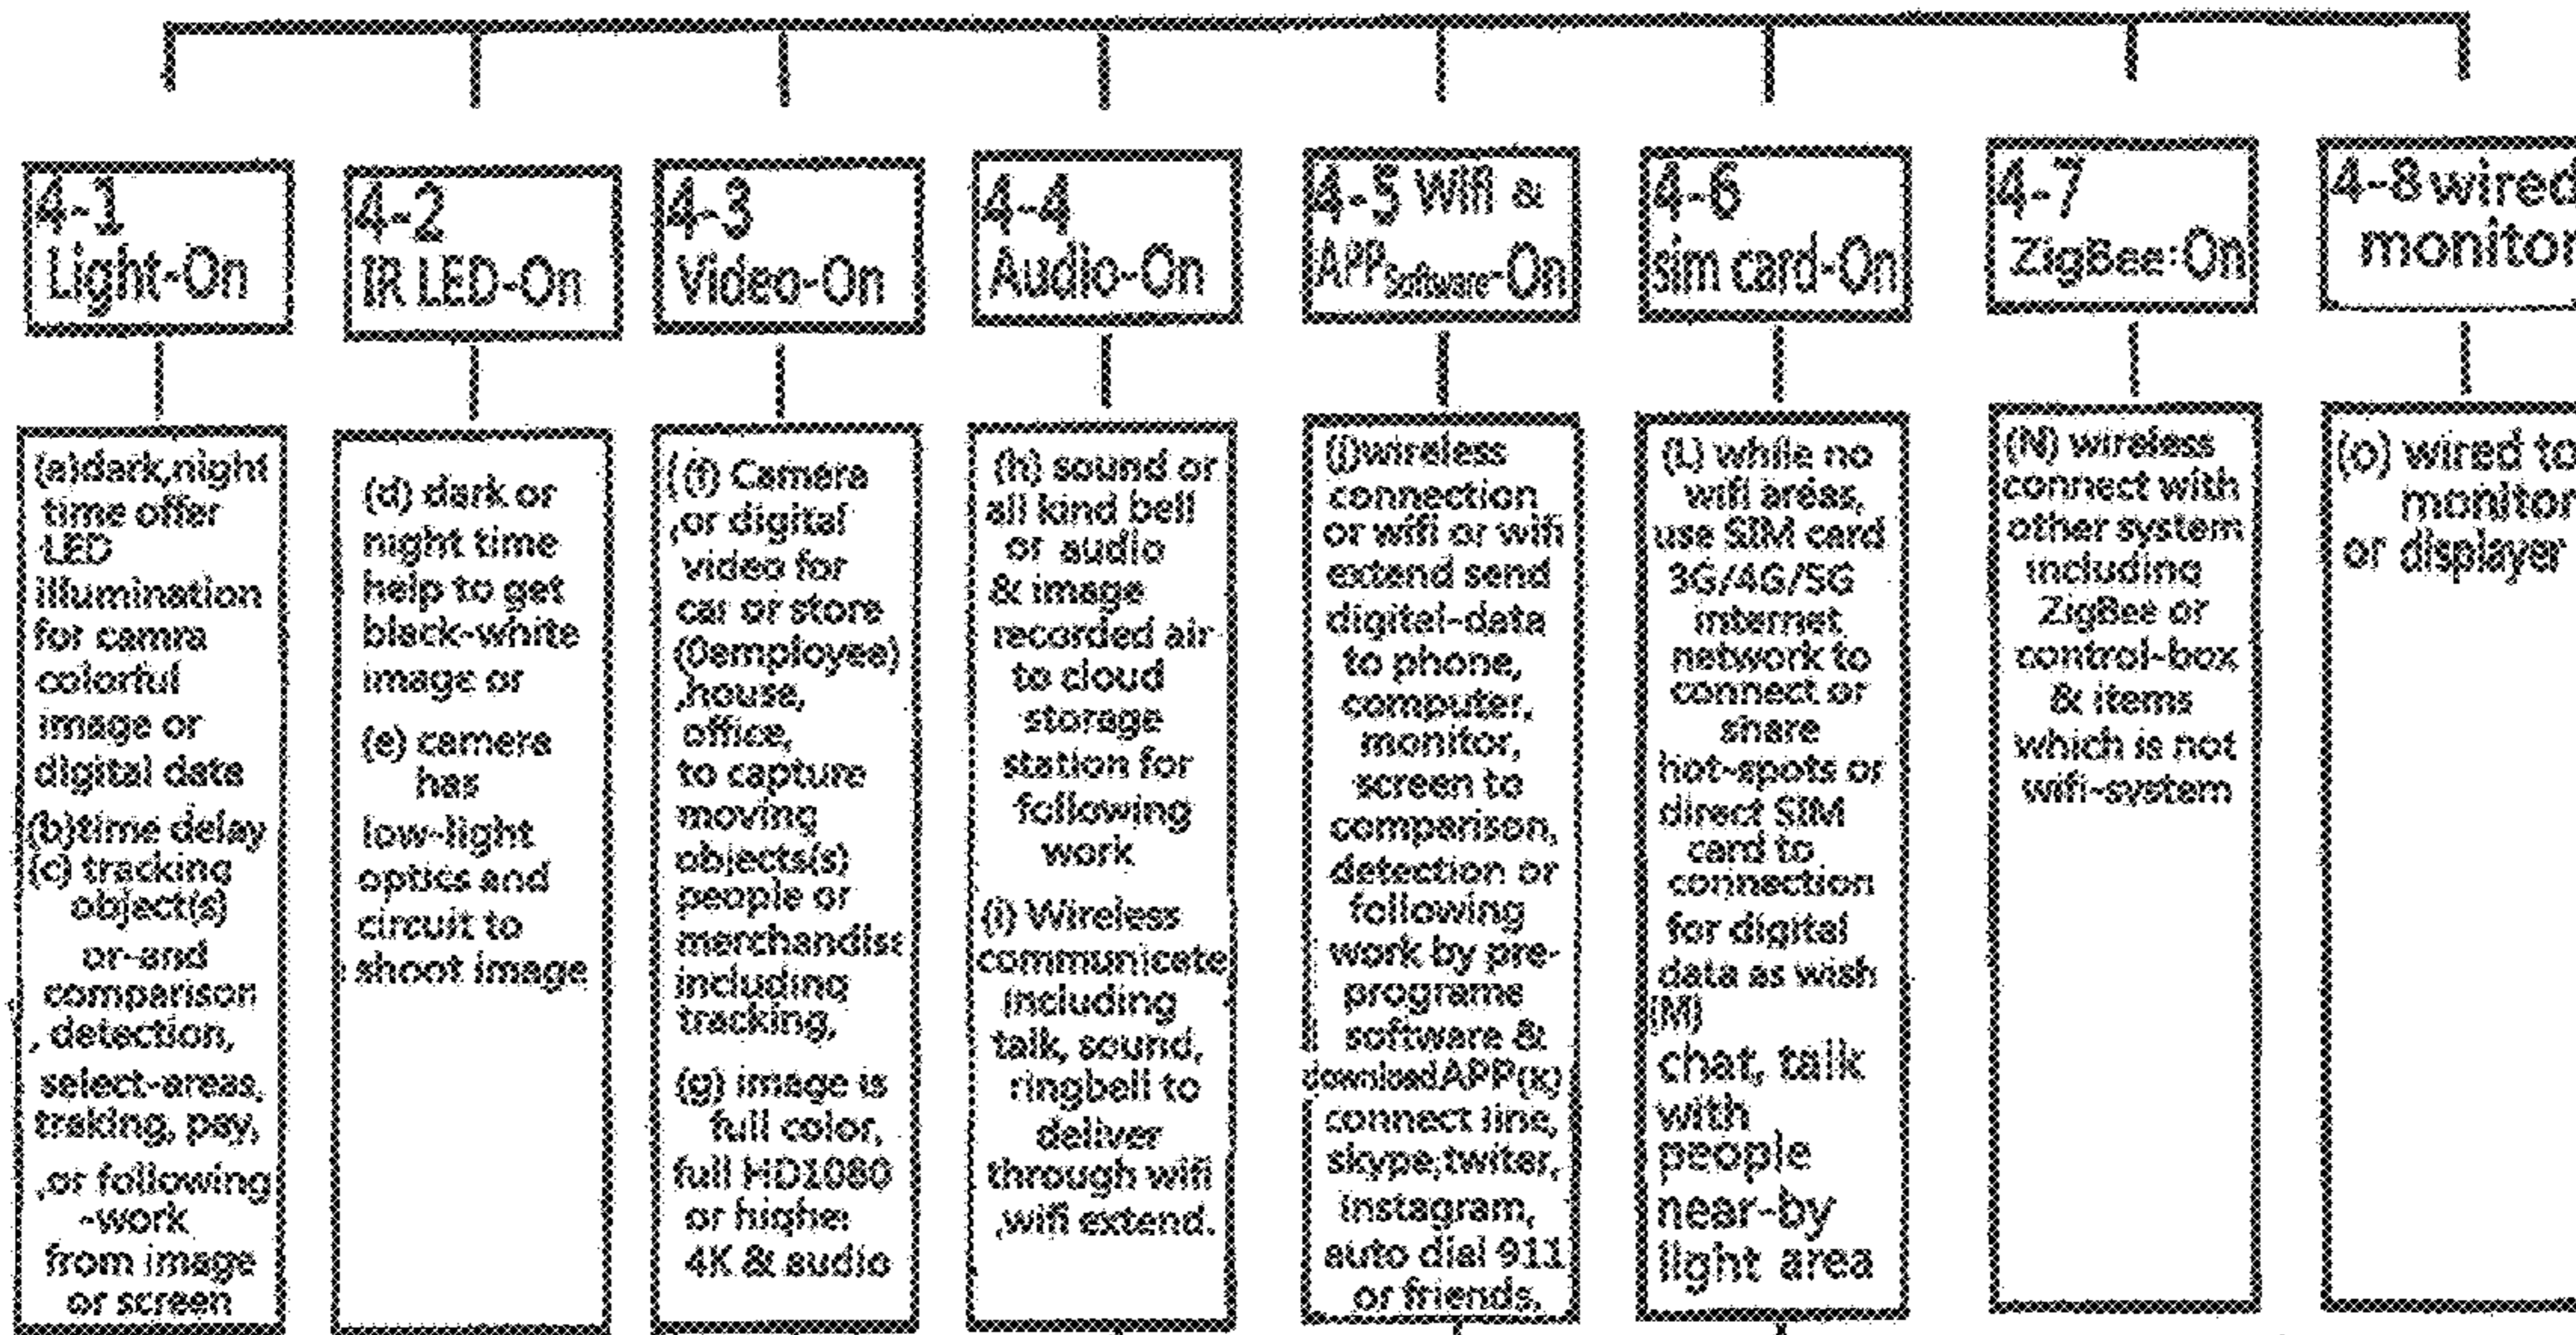 4-1
Light-On
4-2
IR LED-On
4-3
Video-On
4-4
Audio-On
4-5 Wifi &
APP Software-On
4-6
sim card-On
4-7
ZigBee:On
4-8 wired
monitor
(a)dark,night
time offer
-LED
illumination
for camra
colorful
image or
digital data
(b)time delay
(c) tracking
object(s)
or-and
comparison
, detection,
select-areas,
traking, pay,
,or following
-work
from image
or screen
(d) dark or
night time
help to get
black-white
image or
(e) camera
has
low-light
optics and
circuit to
shoot image
(f) Camera
,or digital
video for
car or store
(0employee)
,house,
office,
to capture
moving
objects(s)
people or
merchandise
including
tracking,
(g) image is
full color,
full HD1080
or higher
4K & audio
(h) sound or
all kind bell
or audio
& image
recorded air
to cloud
storage
station for
following
work
(i) Wireless
communicate
including
talk, sound,
ringbell to
deliver
through wifi
,wifi extend.
(j)wireless
connection
or wifi or wifi
extend send
digital-data
to phone,
computer,
monitor,
screen to
comparison,
detection or
following
work by pre-
programe
software &
downloadAPP(k)
connect line,
skype,twiter,
instagram,
auto dial 911
or friends.
(L) while no
wifi areas,
use SIM card
3G/4G/5G
internet
network to
connect or
share
hot-spots or
direct SIM
card to
connection
for digital
data as wish
(M)
chat, talk
with
people
near-by
light area
(N) wireless
connect with
other system
including
ZigBee or
control-box
& items
which is not
wifi-system
(o) wired to
monitor
or displayer